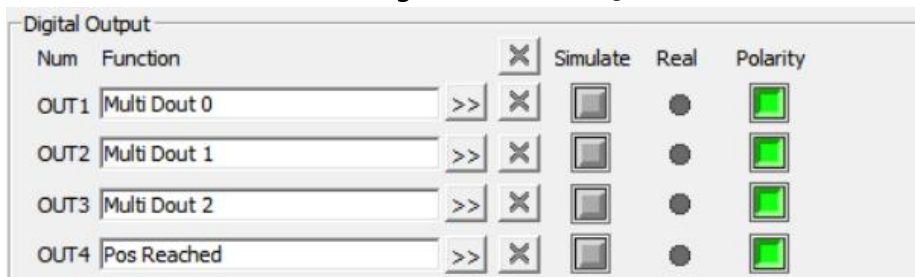 Digital Output
Num Function Simulate Real Polarity
OUT1 Multi Dout 0 >>
OUT2 Multi Dout 1 >>
OUT3 Multi Dout 2 >>
OUT4 Pos Reached >>